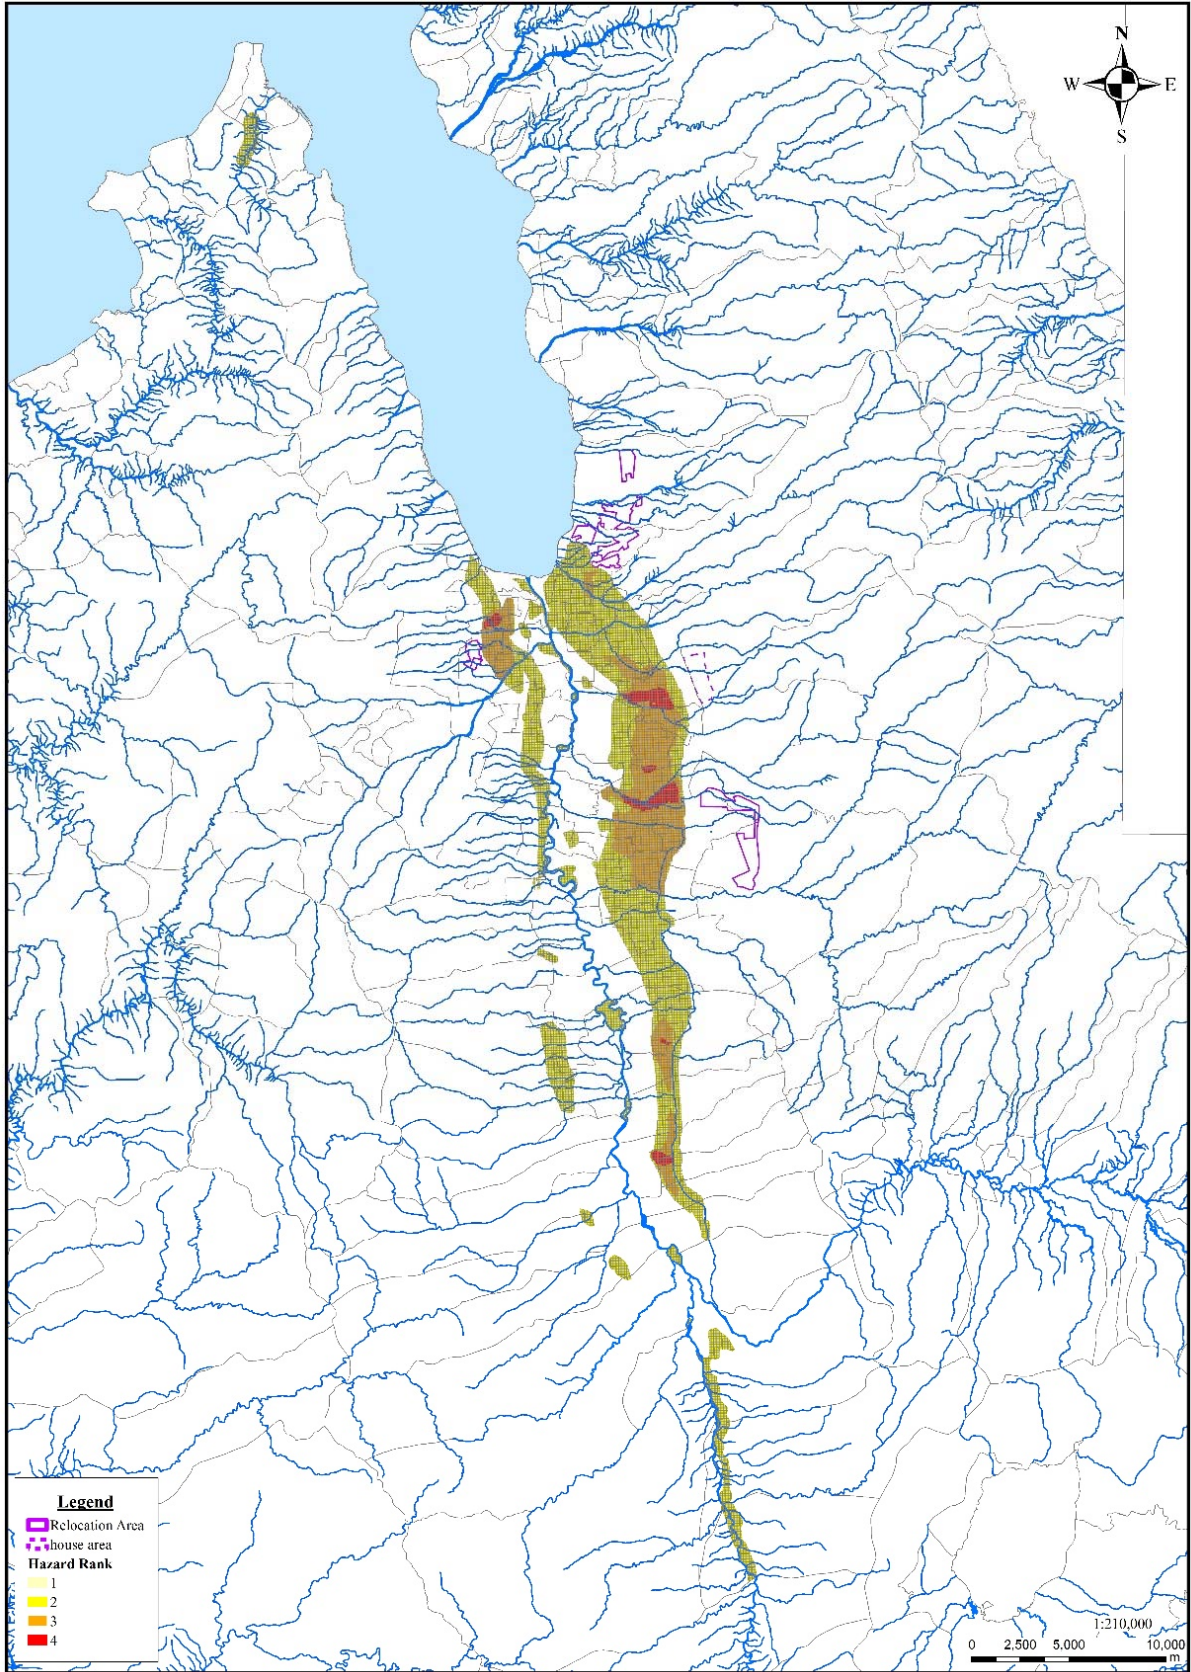 N
W E
S
Legend
Relocation Area
house area
Hazard Rank
1
2
3
4
1:210,000
0 2,500 5,000 10,000
m